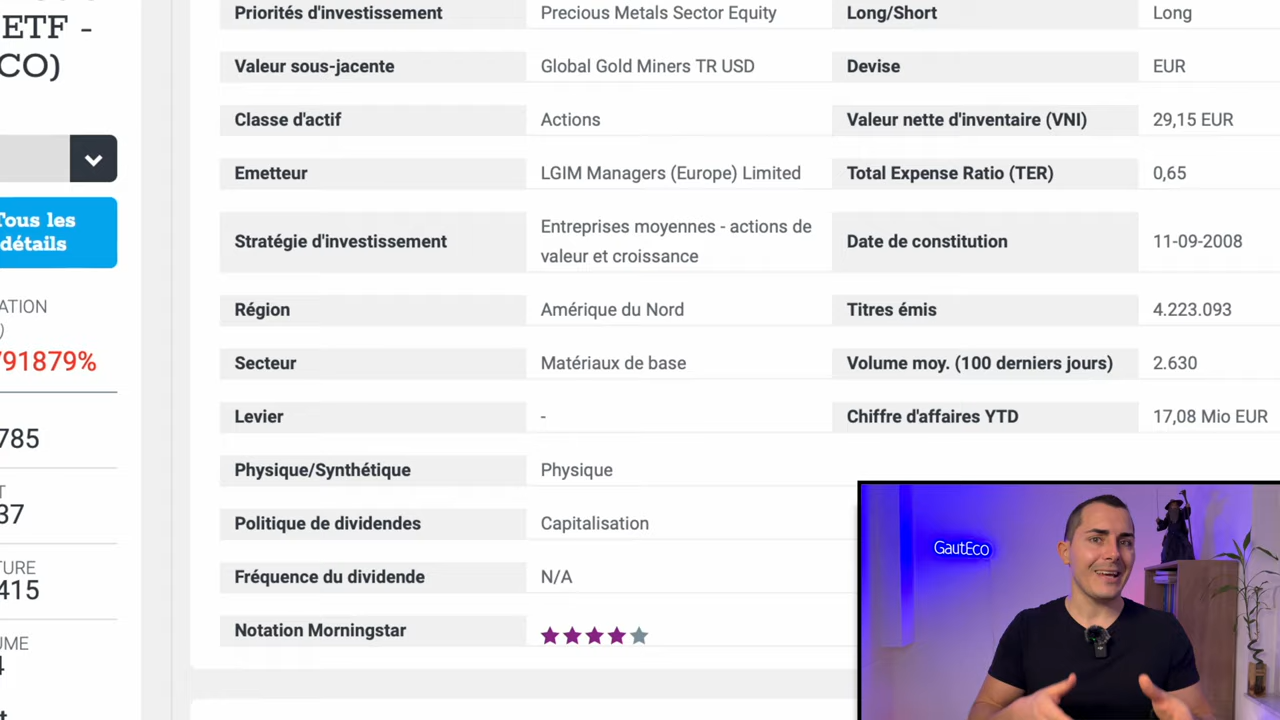 ETF -
CO)
Tous les
détails
ATION
)
791879%
785
T
37
TURE
415
UME
4
Priorités d'investissement Precious Metals Sector Equity Long/Short Long
Valeur sous-jacente Global Gold Miners TR USD Devise EUR
Classe d'actif Actions Valeur nette d'inventaire (VNI) 29,15 EUR
Emetteur LGIM Managers (Europe) Limited Total Expense Ratio (TER) 0,65
Stratégie d'investissement Entreprises moyennes - actions de
valeur et croissance Date de constitution 11-09-2008
Région Amérique du Nord Titres émis 4.223.093
Secteur Matériaux de base Volume moy. (100 derniers jours) 2.630
Levier - Chiffre d'affaires YTD 17,08 Mio EUR
Physique/Synthétique Physique
Politique de dividendes Capitalisation
Fréquence du dividende N/A
Notation Morningstar
GautEco